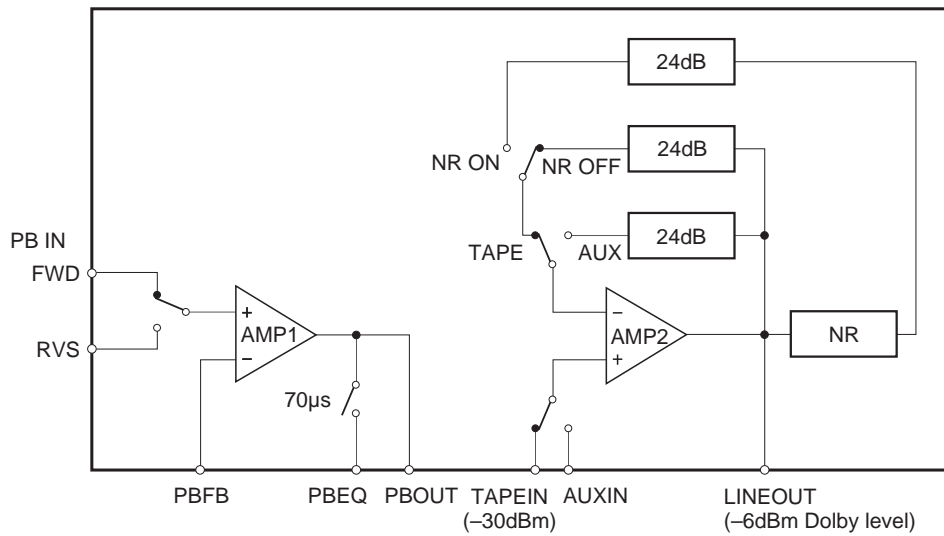 24dB
NR ON
NR OFF
24dB
PB IN
FWD
TAPE
AUX
24dB
+
AMP1
−
RVS
−
AMP2
+
NR
70µs
PBFB
PBEQ
PBOUT
TAPEIN
(–30dBm)
AUXIN
LINEOUT
(–6dBm Dolby level)